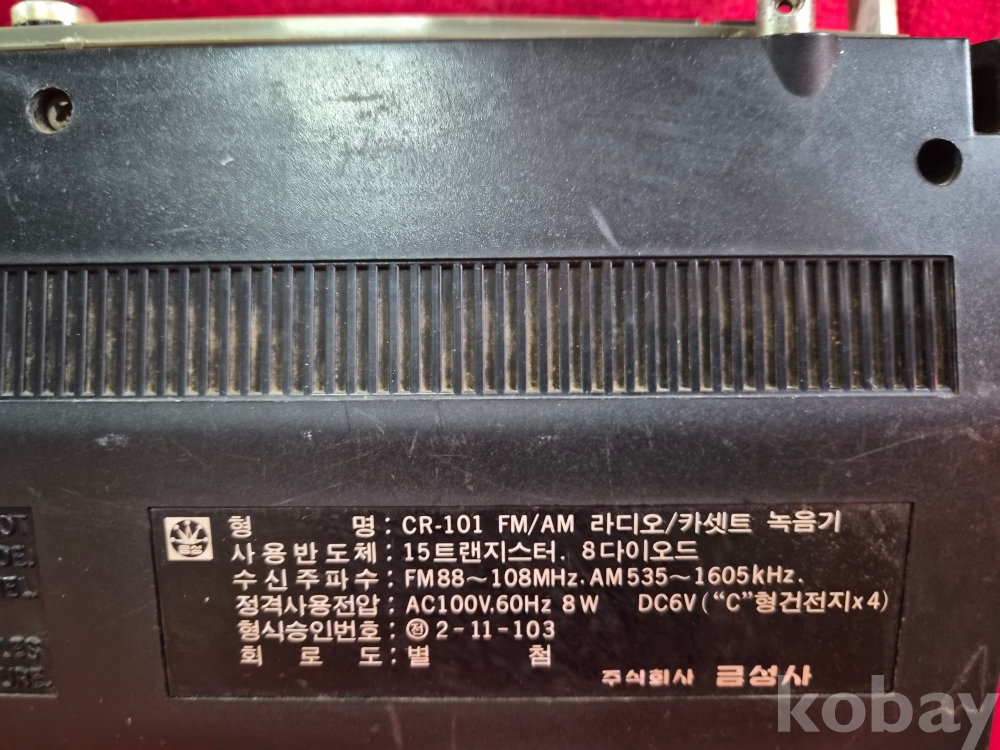 금성
형 명 : CR-101 FM/AM 라디오/카셋트 녹음기
사용반도체 : 15트랜지스터. 8다이오드
수신주파수 : FM88~108MHz. AM535~1605kHz.
정격사용전압 : AC100V.60Hz 8W DC6V (“C”형건전지x4)
형식승인번호 : ㉠ 2-11-103
회 로 도 : 별 첨
주식회사 금성사
kobay